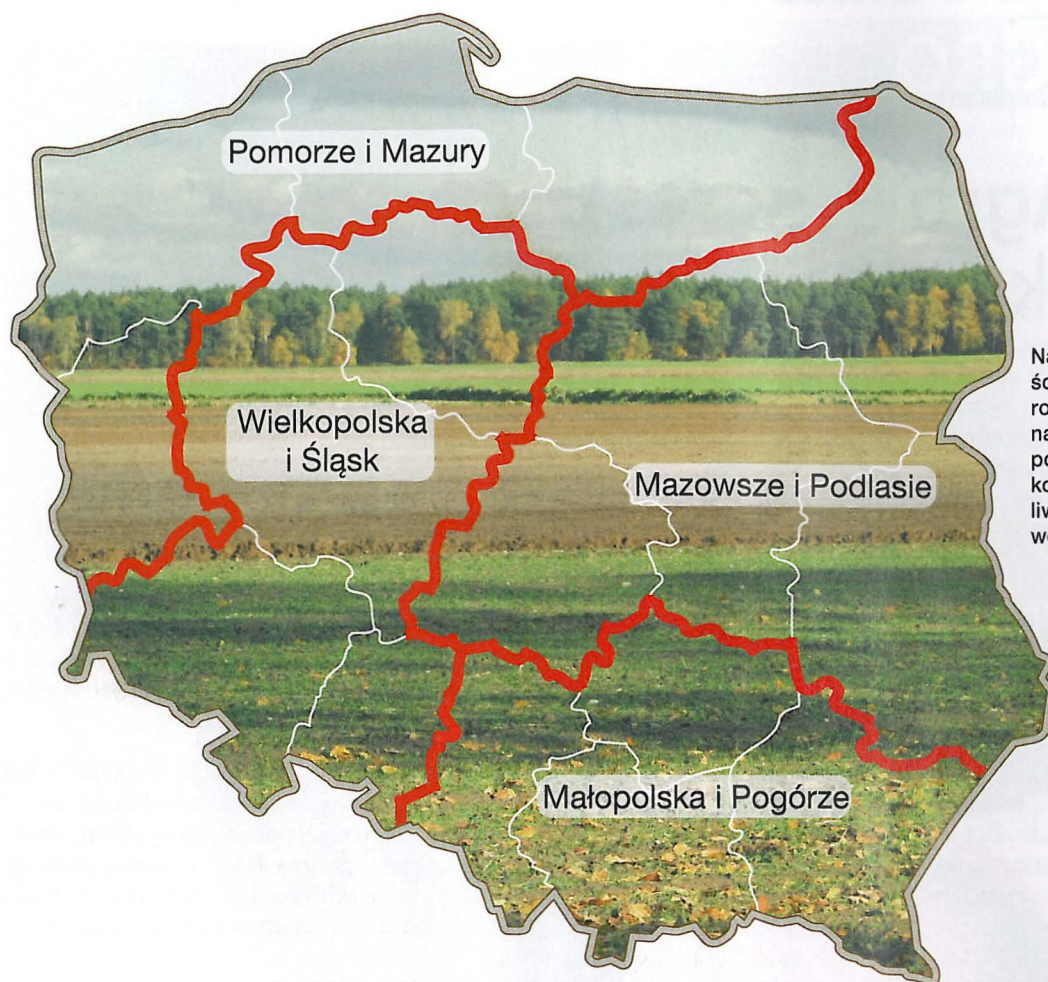 Pomorze i Mazury
Wielkopolska
i Śląsk
Mazowsze i Podlasie
Małopolska i Pogórze